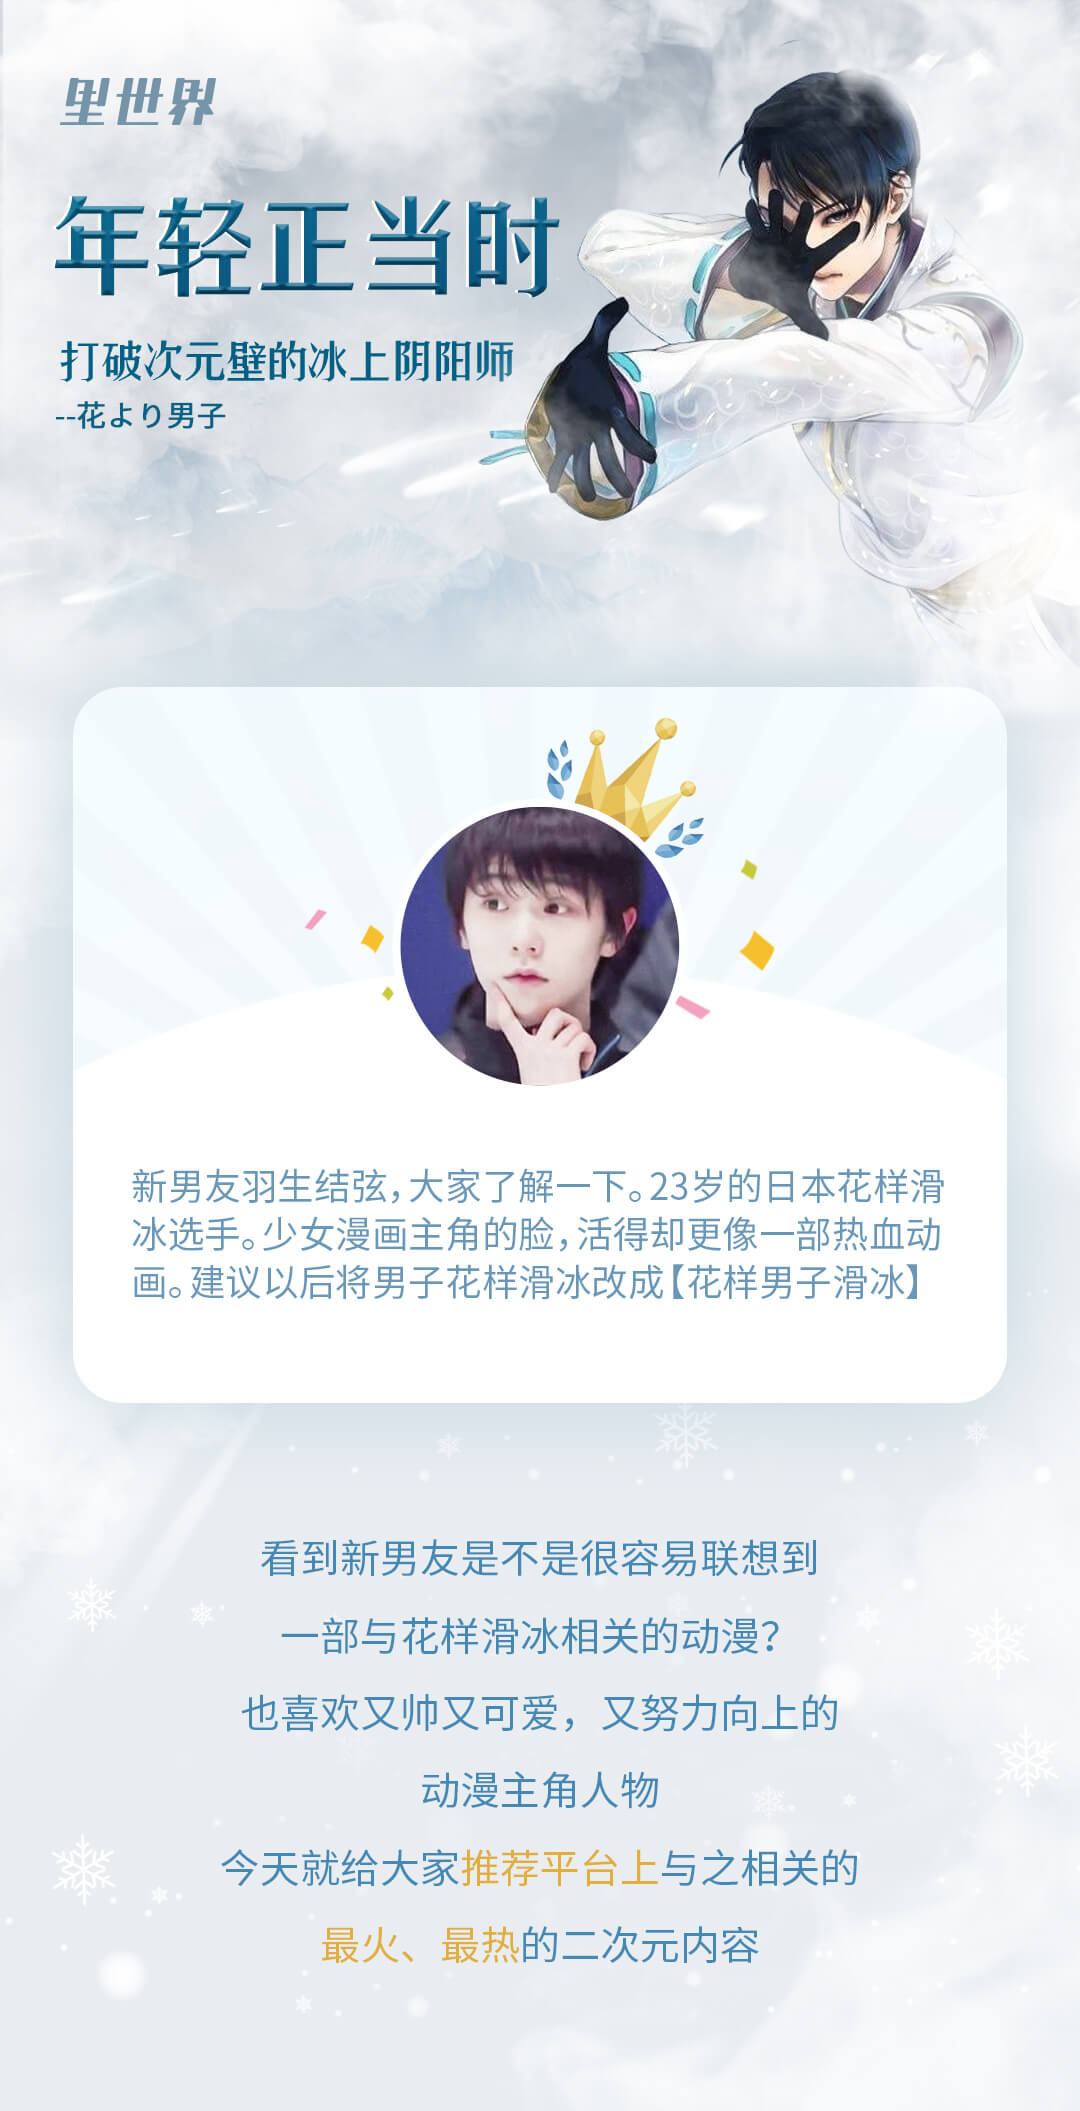 里世界
年轻正当时
打破次元壁的冰上阴阳师
--花より男子
新男友羽生结弦，大家了解一下。23岁的日本花样滑
冰选手。少女漫画主角的脸，活得却更像一部热血动
画。建议以后将男子花样滑冰改成【花样男子滑冰】
看到新男友是不是很容易联想到
一部与花样滑冰相关的动漫?
也喜欢又帅又可爱，又努力向上的
动漫主角人物
今天就给大家推荐平台上与之相关的
最火、最热的二次元内容